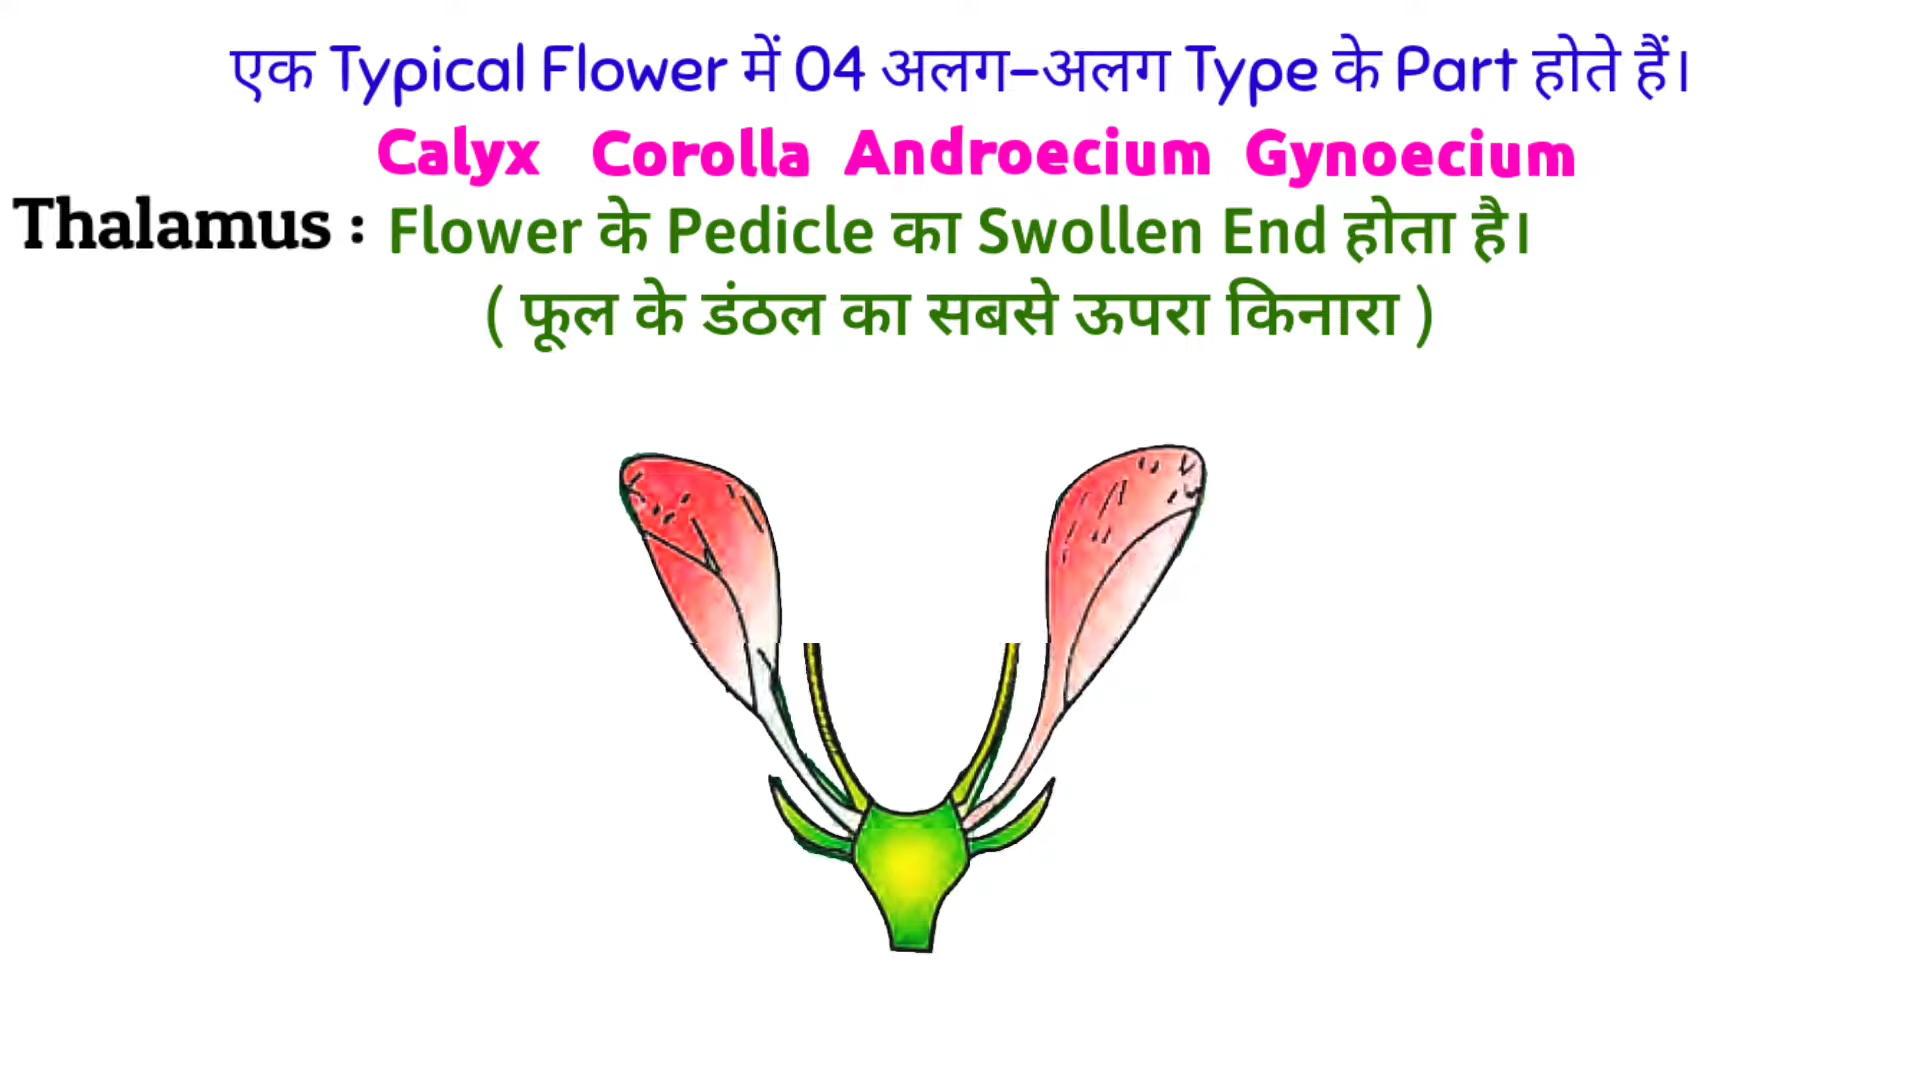 एक Typical Flower में 04 अलग-अलग Type के Part होते हैं।
Calyx Corolla Androecium Gynoecium
Thalamus : Flower के Pedicle का Swollen End होता है।
( फूल के डंठल का सबसे ऊपरा किनारा )